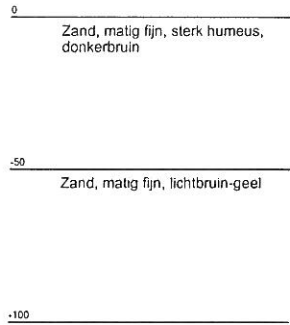 0
Zand, matig fijn, sterk humeus,
donkerbruin
-50
Zand, matig fijn, lichtbruin-geel
-100